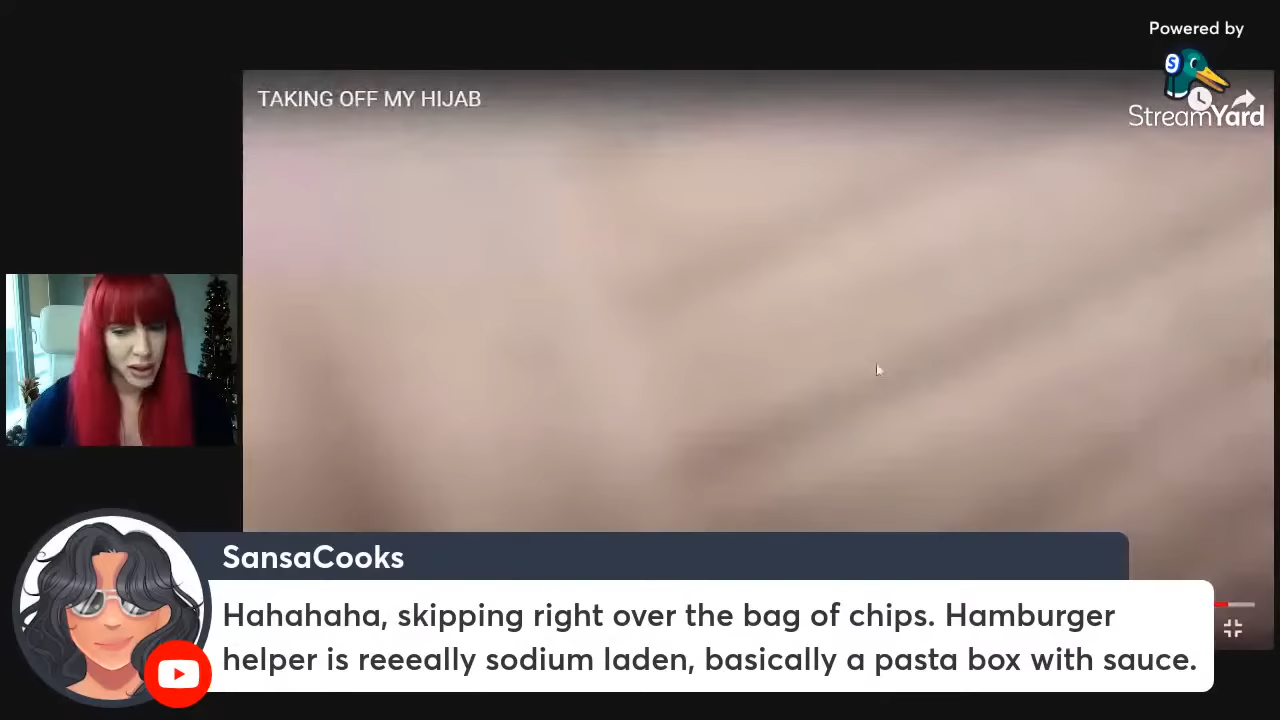 Powered by
StreamYard
TAKING OFF MY HIJAB
SansaCooks
Hahahaha, skipping right over the bag of chips. Hamburger
helper is reeeally sodium laden, basically a pasta box with sauce.